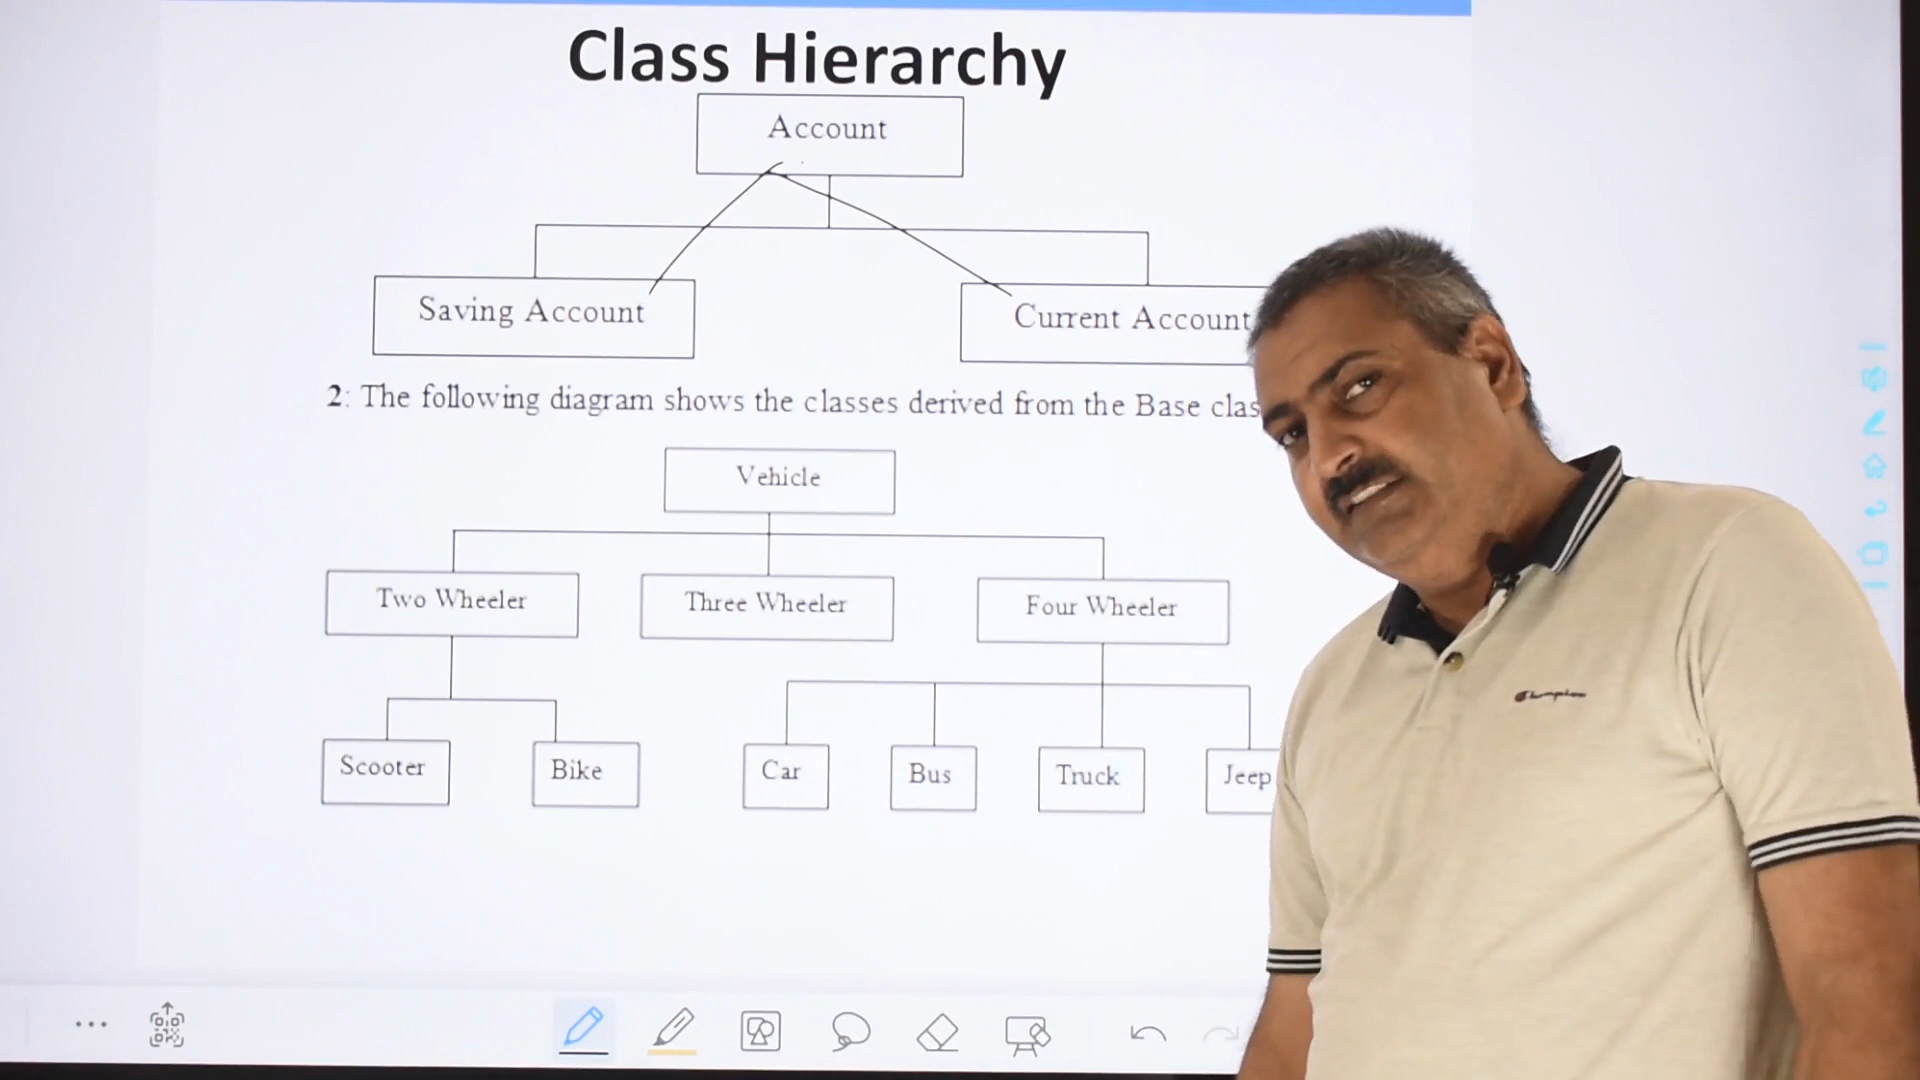 Class Hierarchy
Account
Saving Account
Current Account
2: The following diagram shows the classes derived from the Base
Vehicle
Two Wheeler
Three Wheeler
Four Wheeler
Scooter
Bike
Car
Bus
Truck
Jeep
Champion